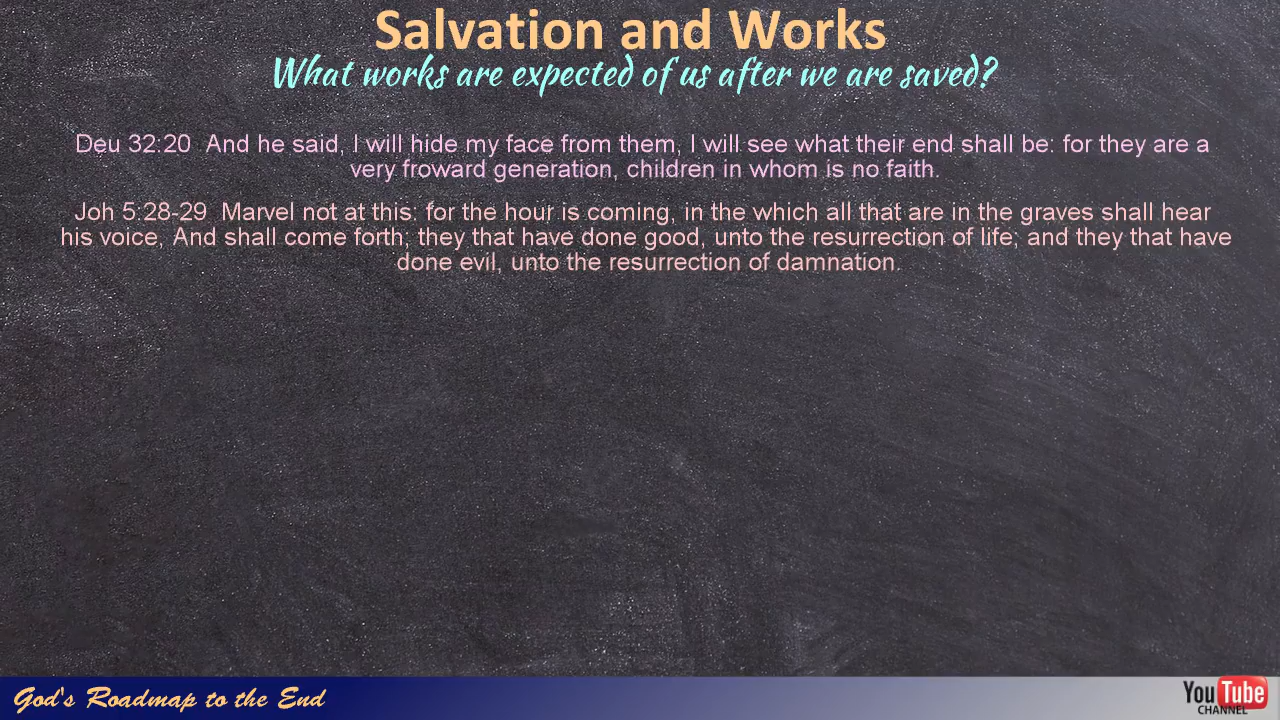 Salvation and Works
What works are expected of us after we are saved?
Deu 32:20  And he said, I will hide my face from them, I will see what their end shall be: for they are a
very froward generation, children in whom is no faith.
Joh 5:28-29  Marvel not at this: for the hour is coming, in the which all that are in the graves shall hear
his voice, And shall come forth; they that have done good, unto the resurrection of life; and they that have
done evil, unto the resurrection of damnation.
God's Roadmap to the End
YouTube
CHANNEL